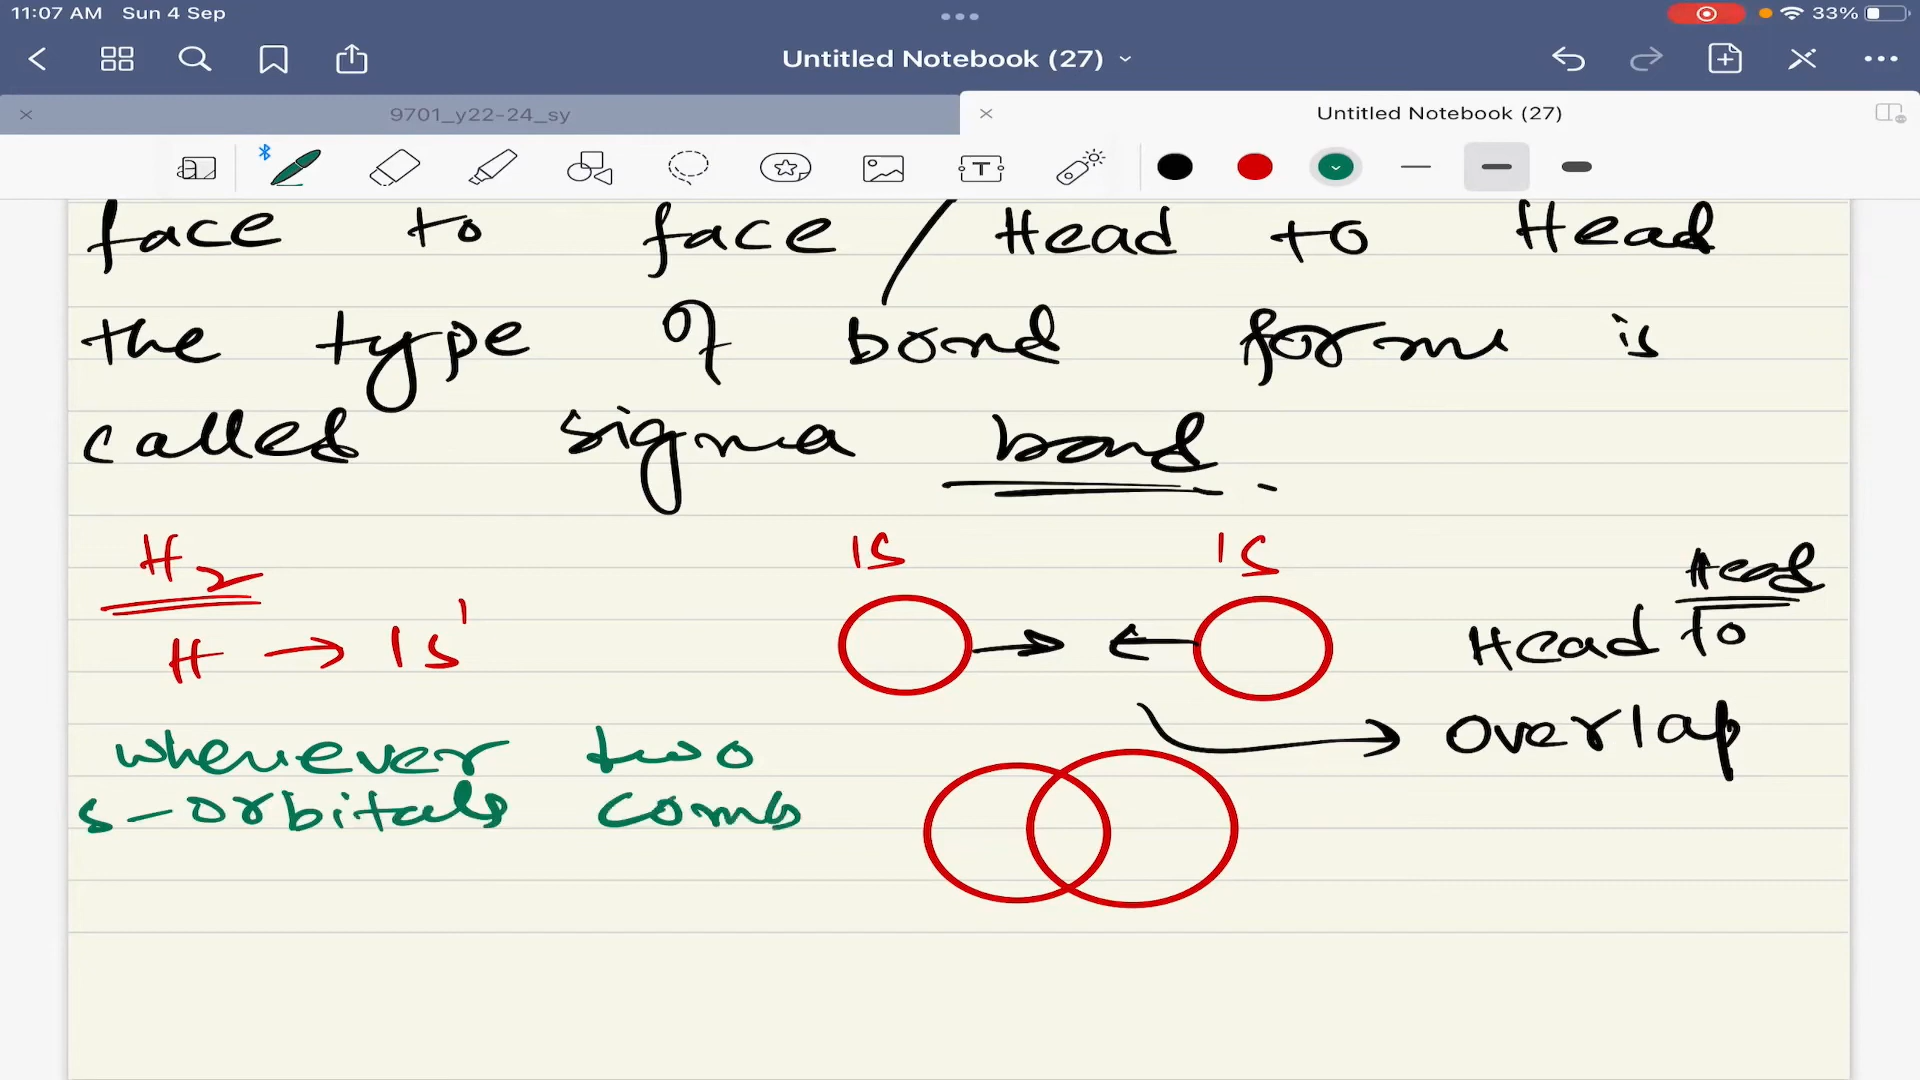 11:07 AM Sun 4 Sep
33%
Untitled Notebook (27)
9701_y22-24_sy
Untitled Notebook (27)
face to face / Head to Head
the type of bond form is
called sigma bond.
H2
1s 1s
Head
H → 1s¹
Head to
overlap
whenever two
s-orbitals comb